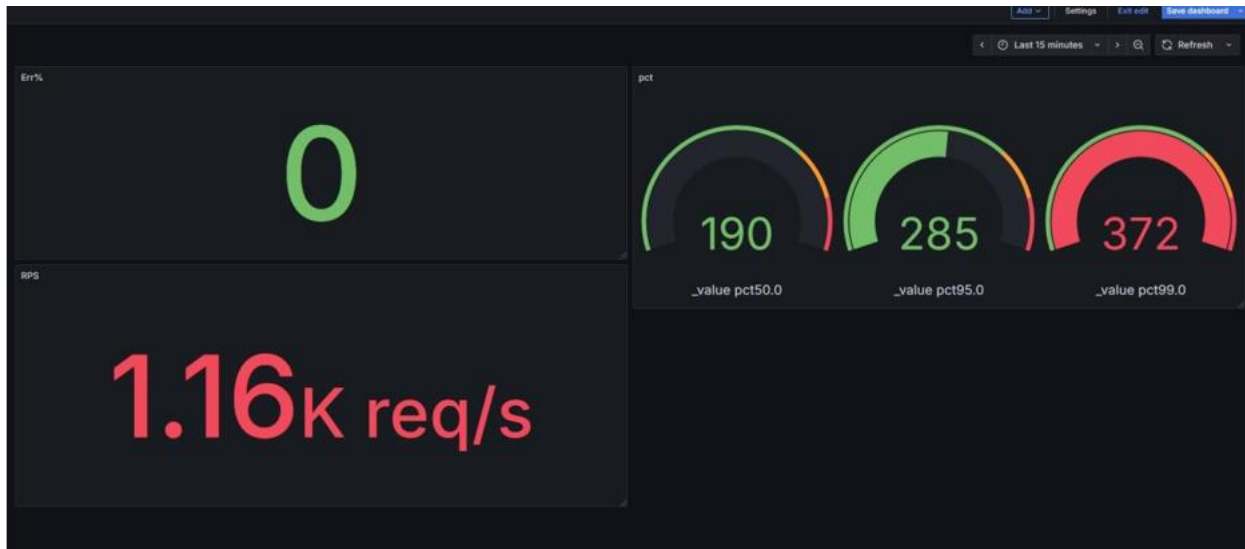 Add Settings Exit edit Save dashboard
Last 15 minutes Refresh
Err%
0
RPS
1.16K req/s
pct
190 285 372
_value pct50.0 _value pct95.0 _value pct99.0